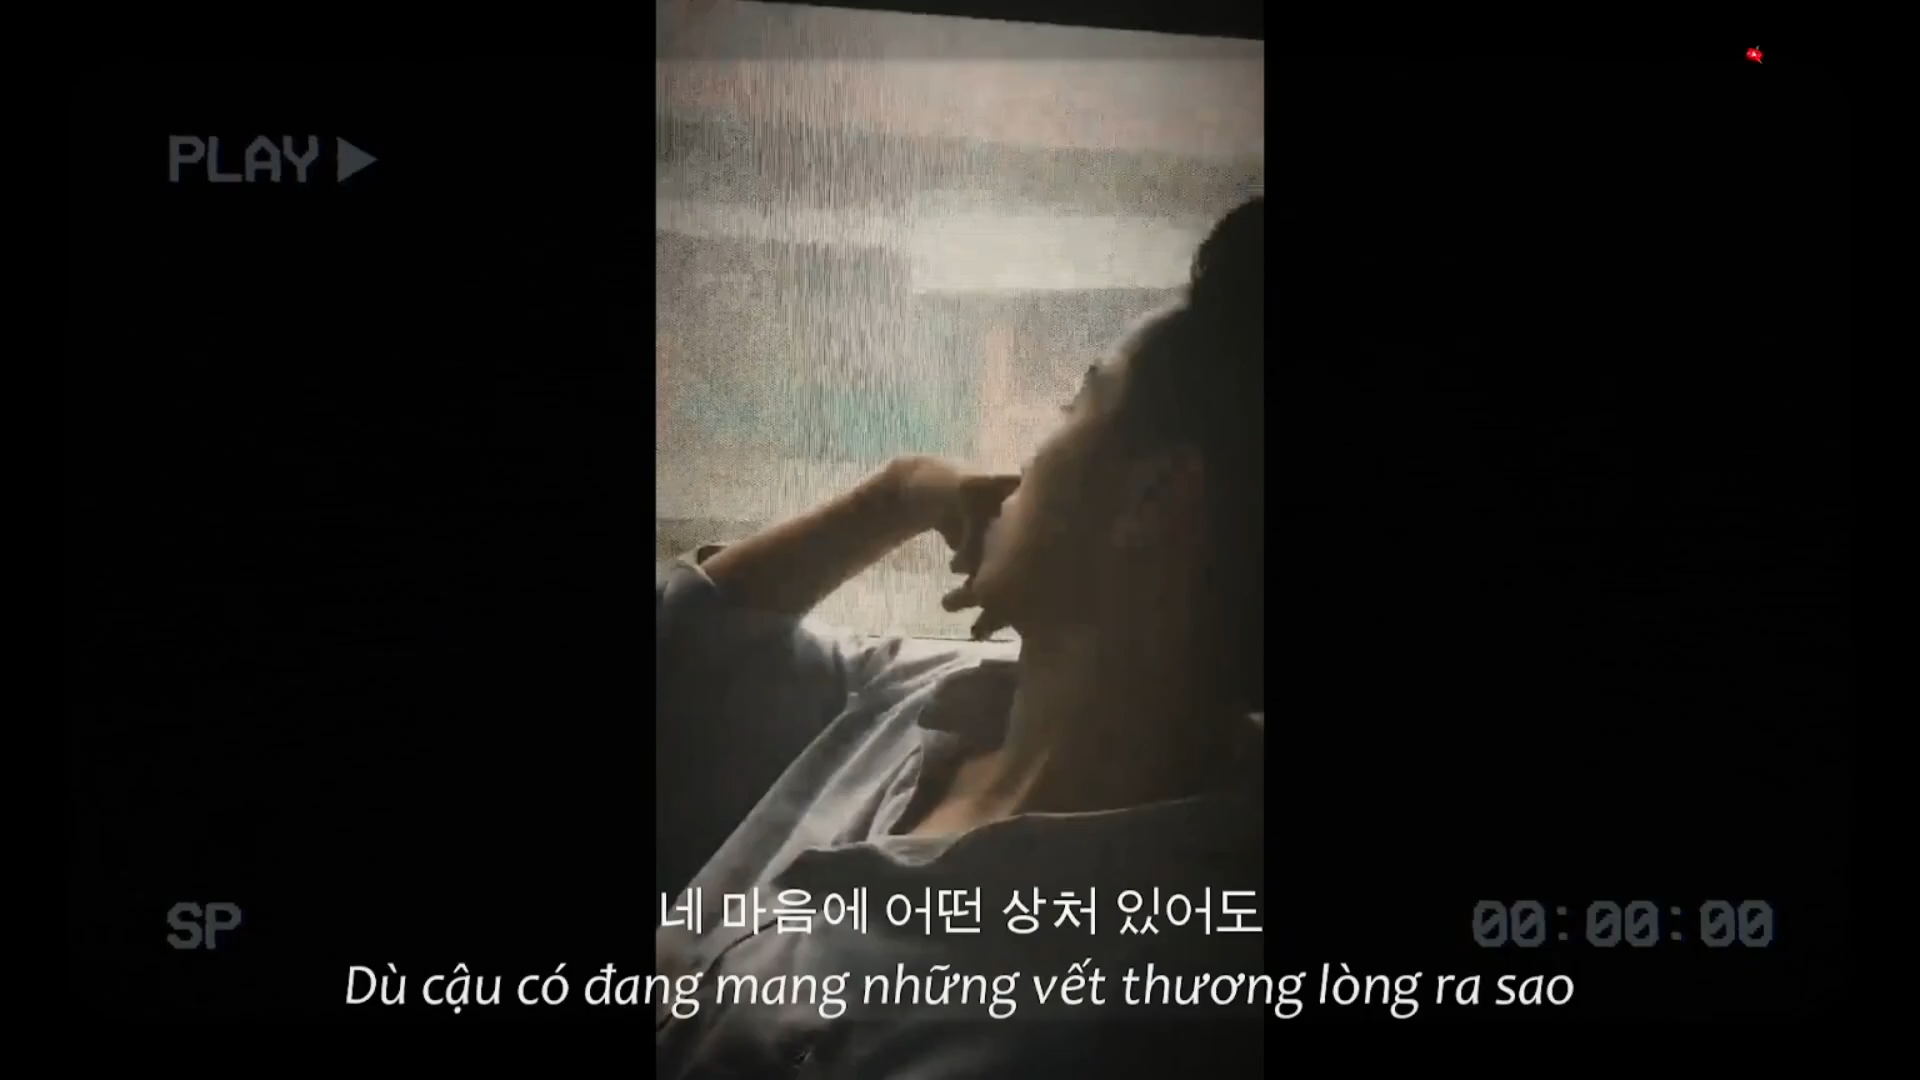 PLAY
네 마음에 어떤 상처 있어도
SP
00:00:00
Dù cậu có đang mang những vết thương lòng ra sao